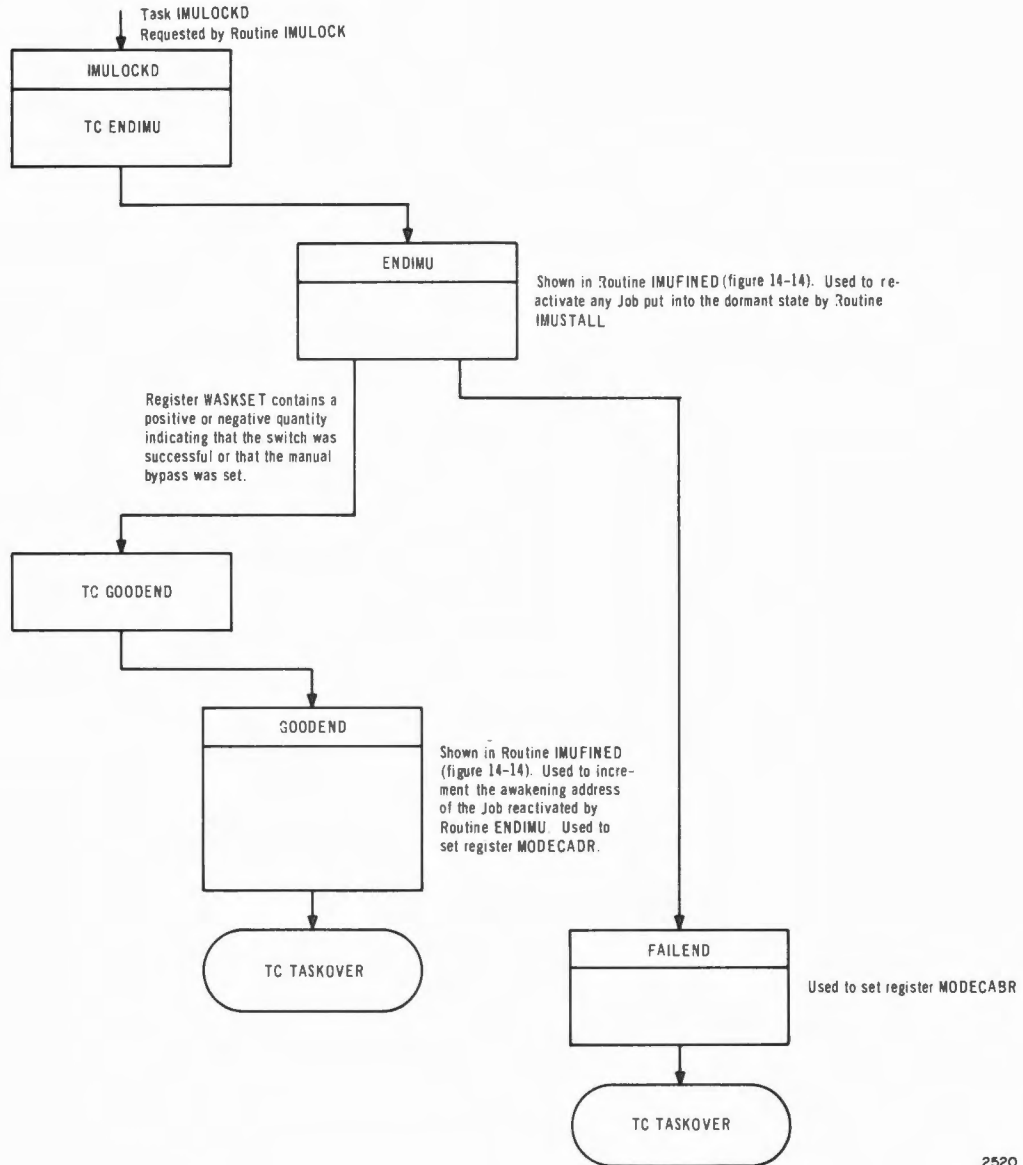 Task IMULOCKD
Requested by Routine IMULOCK
IMULOCKD
TC ENDIMU
ENDIMU
Shown in Routine IMUFINED (figure 14-14). Used to re-
activate any Job put into the dormant state by Routine
IMUSTALL
Register WASKSET contains a
positive or negative quantity
indicating that the switch was
successful or that the manual
bypass was set.
TC GOODEND
GOODEND
Shown in Routine IMUFINED
(figure 14-14). Used to incre-
ment the awakening address
of the Job reactivated by
Routine ENDIMU. Used to
set register MODECADR.
TC TASKOVER
FAILEND
Used to set register MODECABR
TC TASKOVER
2520